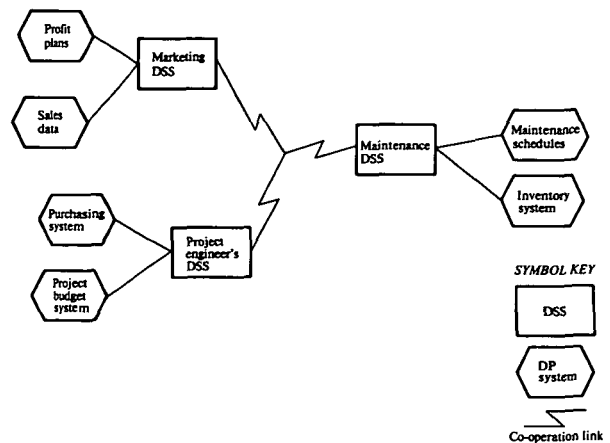 Profit
plans
Marketing
DSS
Sales
data
Maintenance
DSS
Maintenance
schedules
Inventory
system
Purchasing
system
Project
engineer's
DSS
Project
budget
system
SYMBOL KEY
DSS
DP
system
Co-operation link